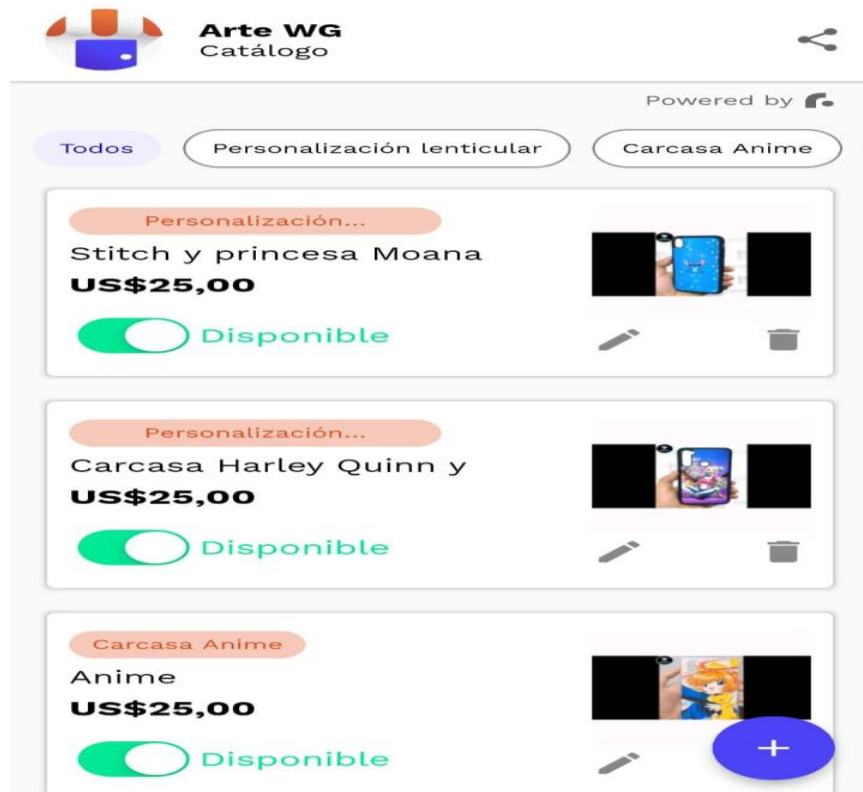 Arte WG
Catálogo
Powered by
Todos
Personalización lenticular
Carcasa Anime
Personalización...
Stitch y princesa Moana
US$25,00
Disponible
Personalización...
Carcasa Harley Quinn y
US$25,00
Disponible
Carcasa Anime
Anime
US$25,00
Disponible